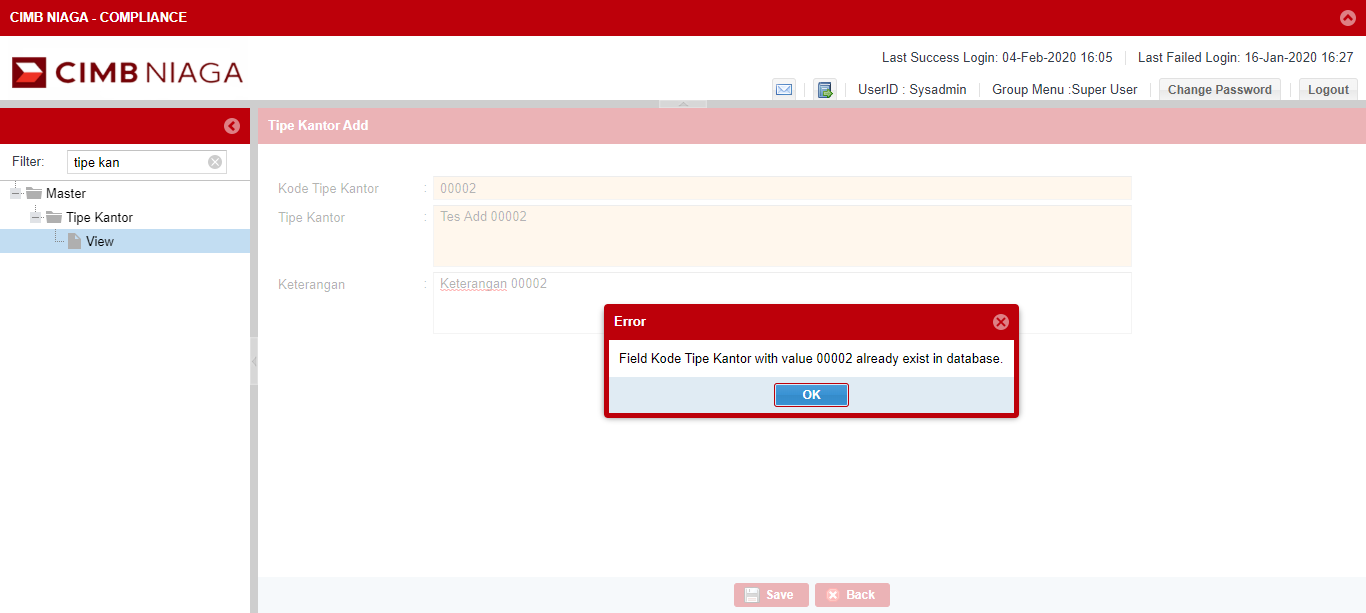 CIMB NIAGA - COMPLIANCE
CIMB NIAGA
Last Success Login: 04-Feb-2020 16:05 Last Failed Login: 16-Jan-2020 16:27
UserID : Sysadmin Group Menu :Super User Change Password Logout
Tipe Kantor Add
Filter: tipe kan
Master
Tipe Kantor
View
Kode Tipe Kantor : 00002
Tipe Kantor : Tes Add 00002
Keterangan : Keterangan 00002
Error
Field Kode Tipe Kantor with value 00002 already exist in database.
OK
Save Back